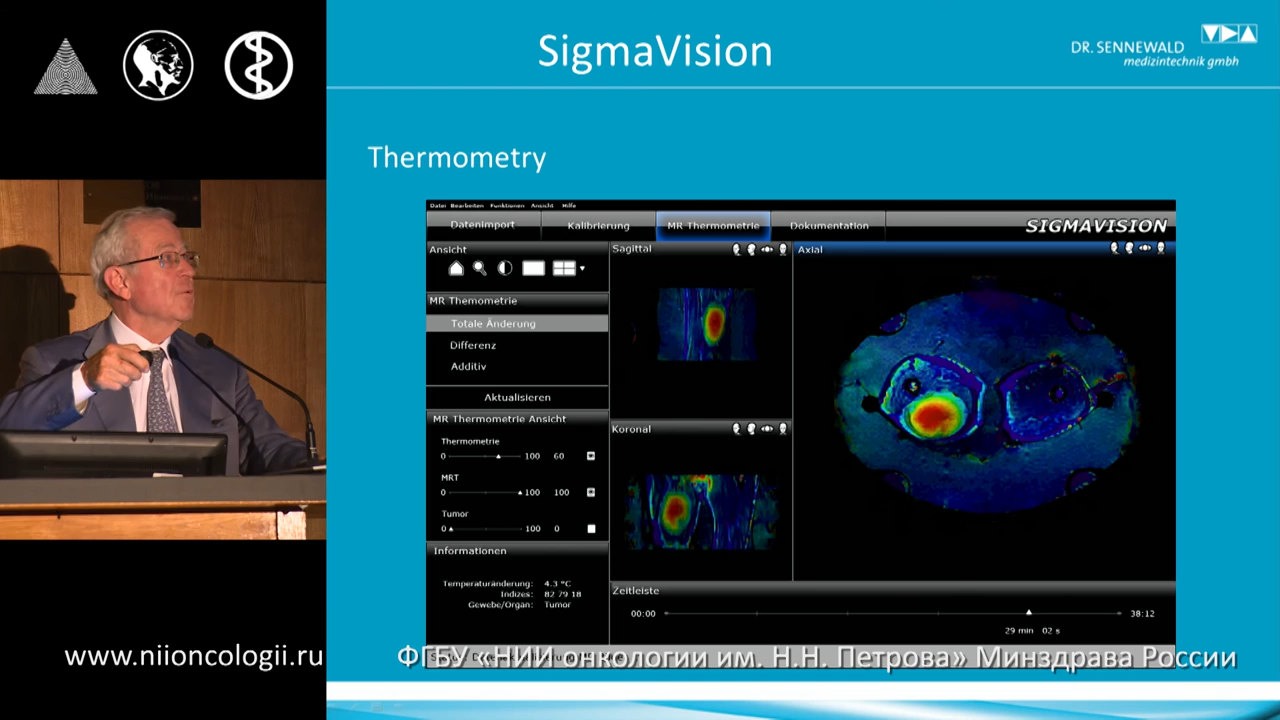 SigmaVision
DR. SENNEWALD
medizintechnik gmbh
Thermometry
Datei Bearbeiten Funktionen Ansicht Hilfe
Datenimport Kalibrierung MR Thermometrie Dokumentation SIGMAVISION
Ansicht
MR Themometrie
Totale Änderung
Differenz
Additiv
Aktualisieren
MR Thermometrie Ansicht
Thermometrie
0 100 60
MRT
0 100 100
Tumor
0 100 0
Informationen
Temperaturänderung: 4.3 °C
Indizes: 82 79 18
Gewebe/Organ: Tumor
Sagittal
Koronal
Axial
Zeitleiste
00:00 38:12
29 min 02 s
www.niioncologii.ru
ФГБУ «НИИ онкологии им. Н.Н. Петрова» Минздрава России